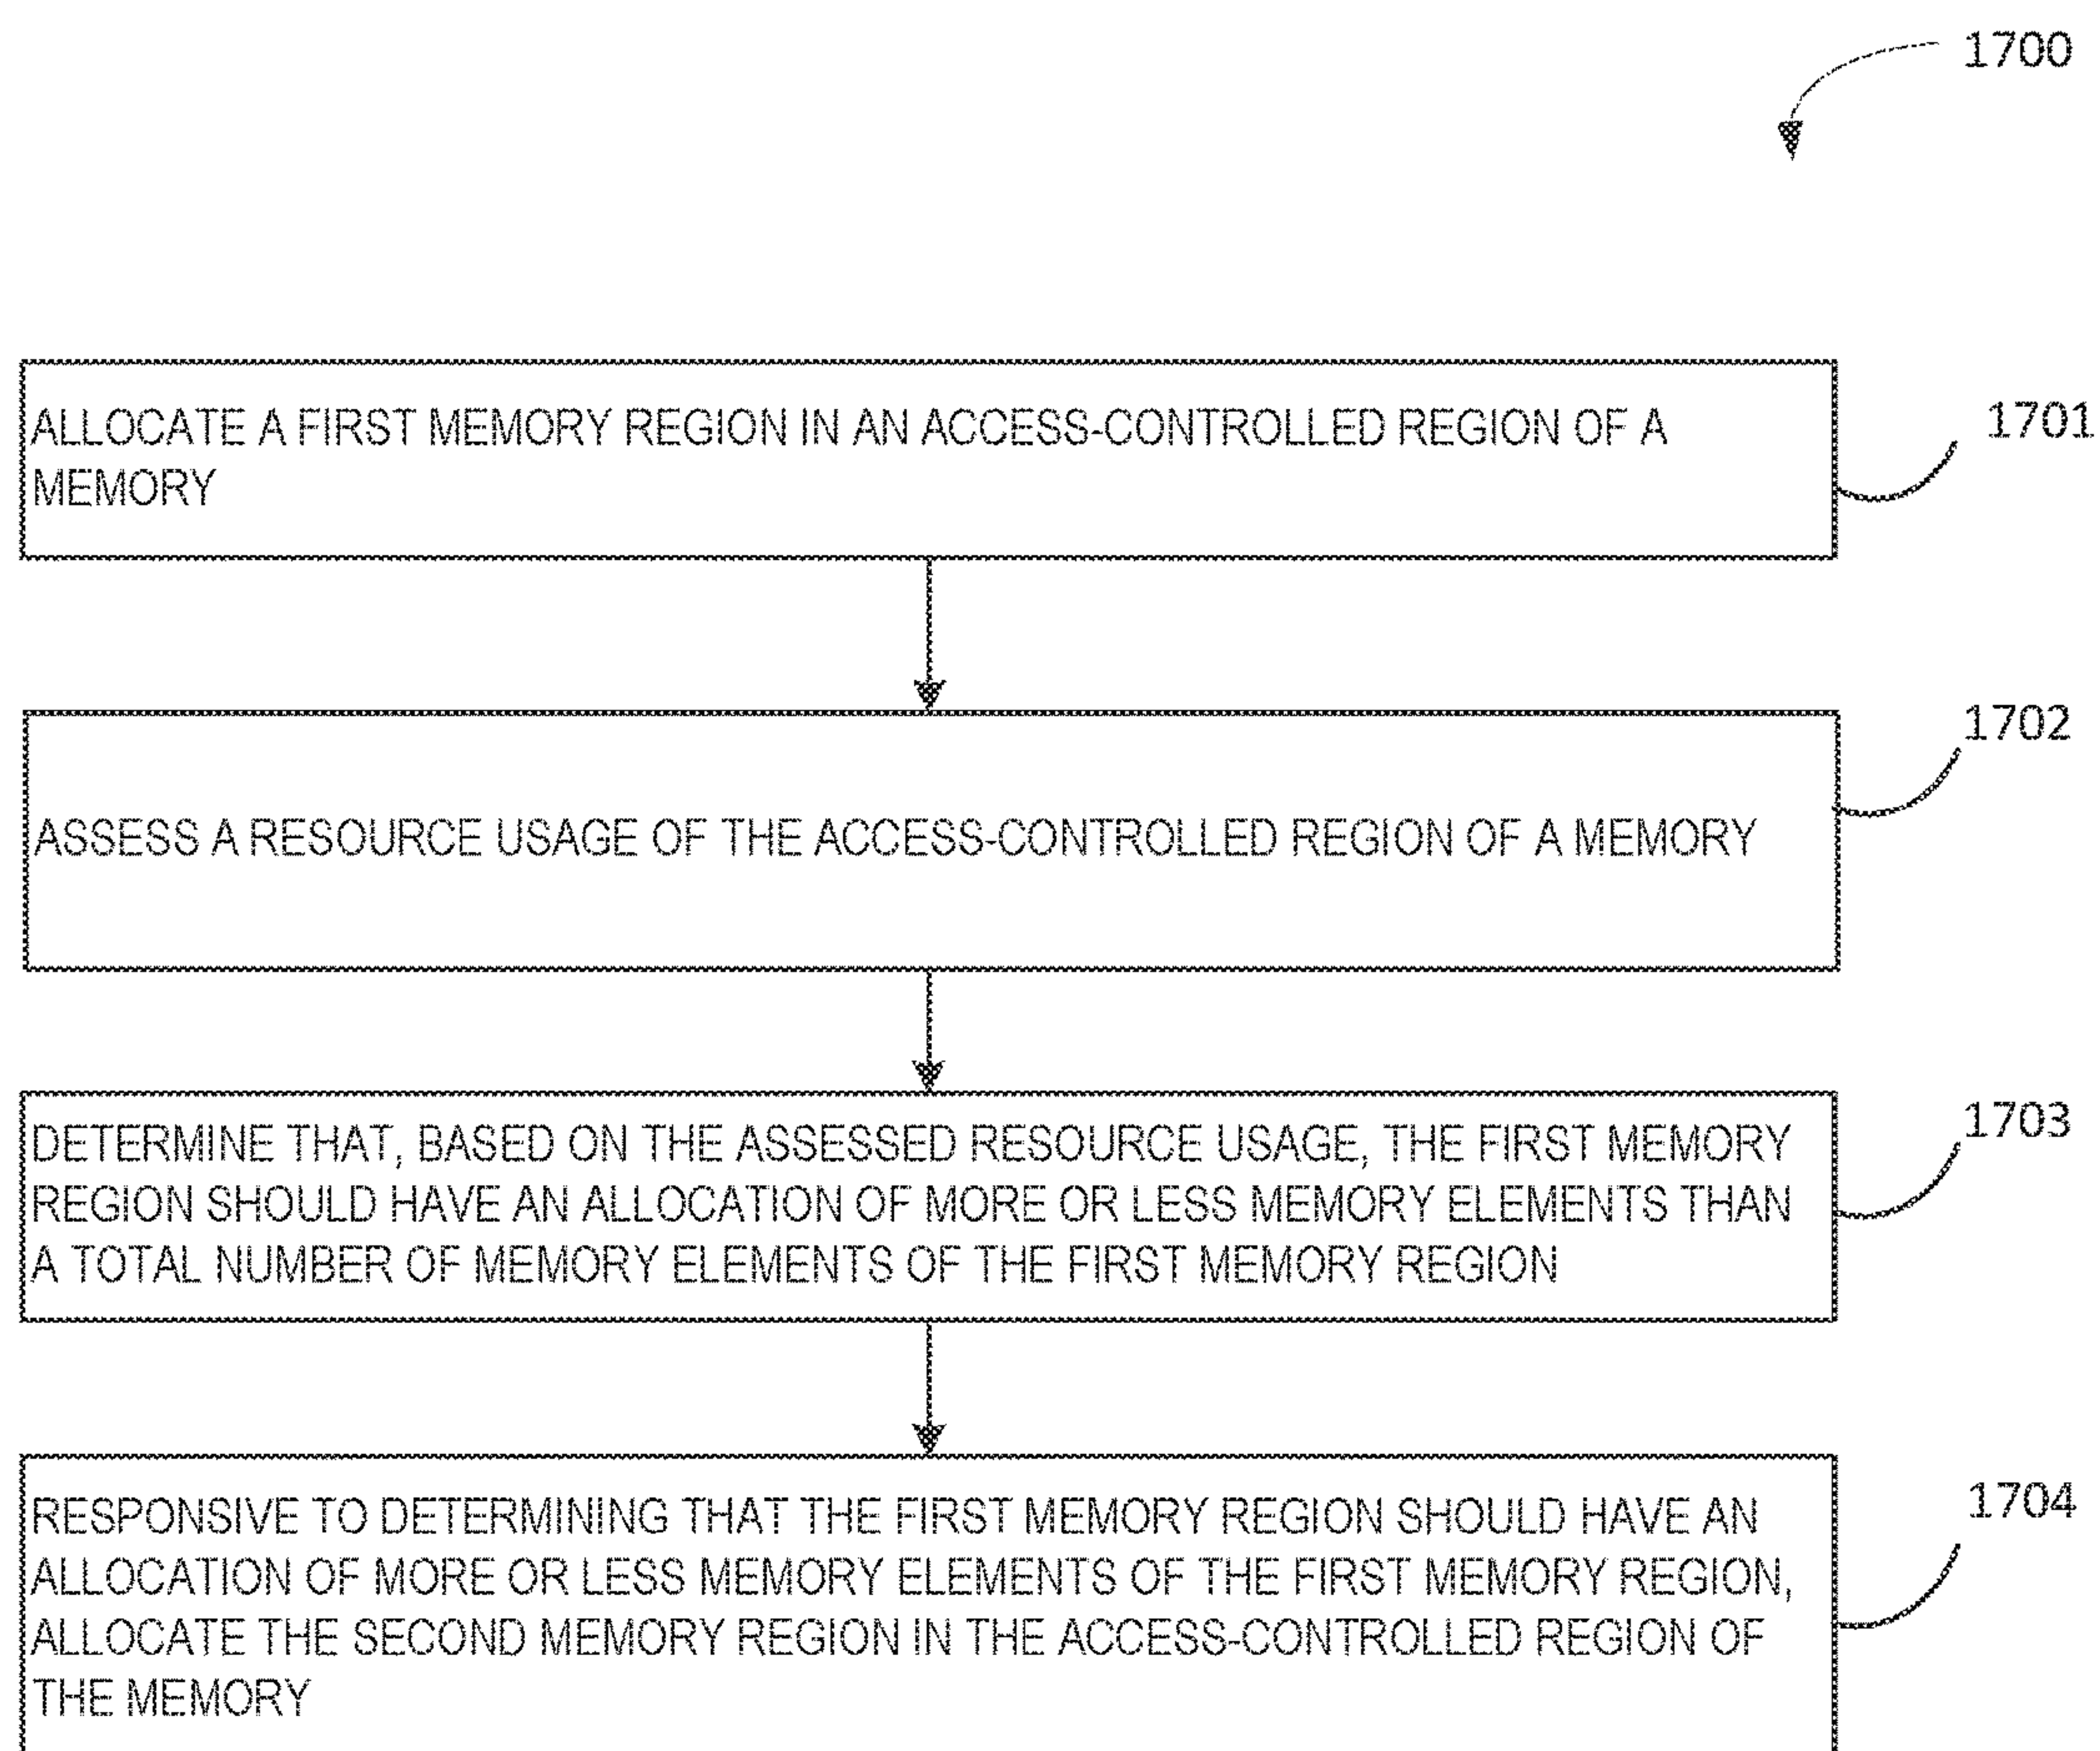 1700
ALLOCATE A FIRST MEMORY REGION IN AN ACCESS-CONTROLLED REGION OF A
MEMORY
1701
1702
ASSESS A RESOURCE USAGE OF THE ACCESS-CONTROLLED REGION OF A MEMORY
1703
DETERMINE THAT, BASED ON THE ASSESSED RESOURCE USAGE, THE FIRST MEMORY
REGION SHOULD HAVE AN ALLOCATION OF MORE OR LESS MEMORY ELEMENTS THAN
A TOTAL NUMBER OF MEMORY ELEMENTS OF THE FIRST MEMORY REGION
1704
RESPONSIVE TO DETERMINING THAT THE FIRST MEMORY REGION SHOULD HAVE AN
ALLOCATION OF MORE OR LESS MEMORY ELEMENTS OF THE FIRST MEMORY REGION,
ALLOCATE THE SECOND MEMORY REGION IN THE ACCESS-CONTROLLED REGION OF
THE MEMORY